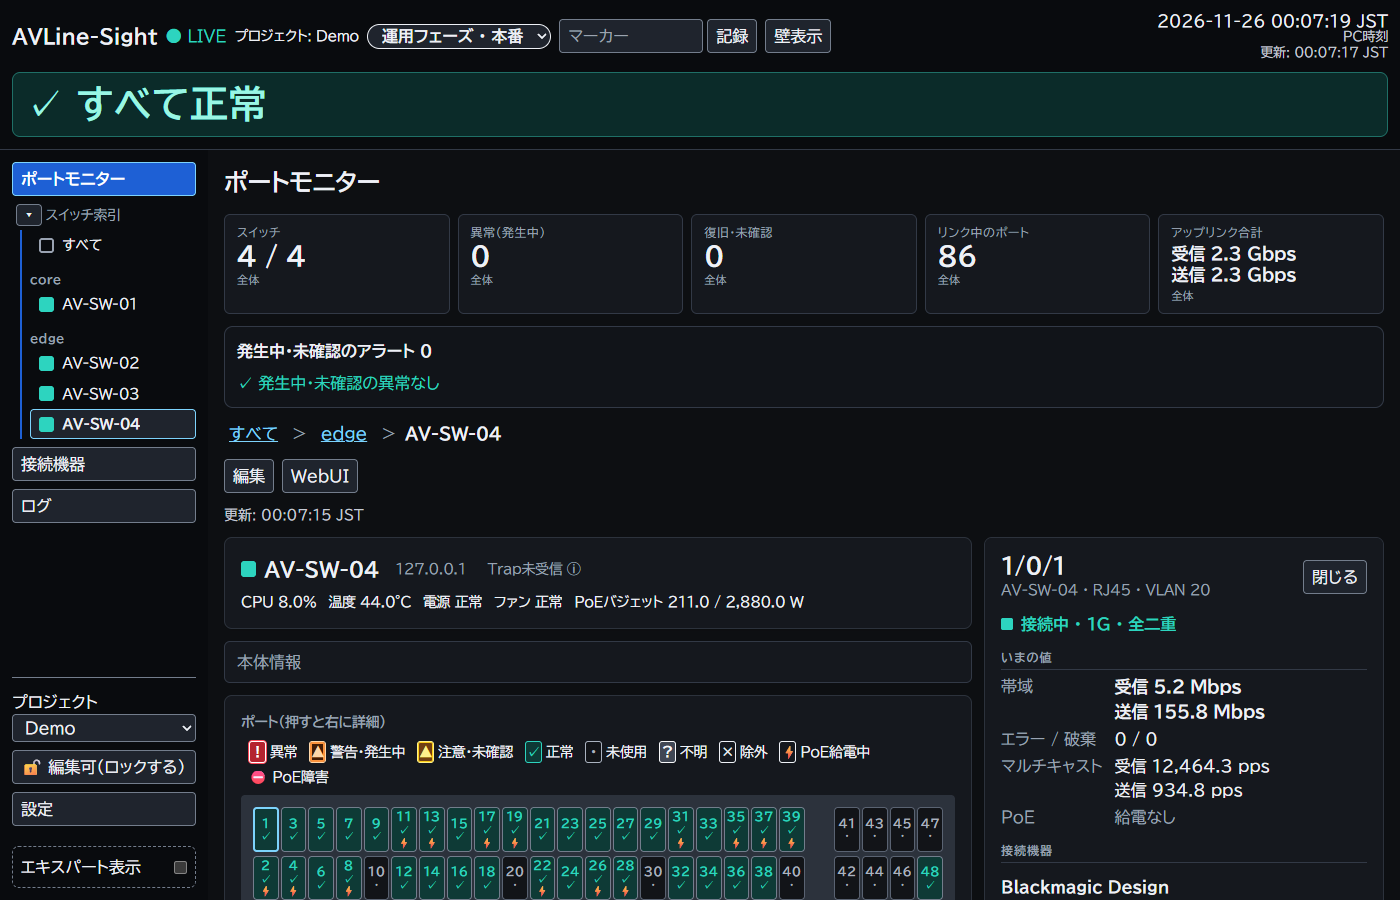 AVLine-Sight
LIVE
プロジェクト: Demo
運用フェーズ・本番
マーカー
記録
壁表示
2026-11-26 00:07:19 JST
PC時刻
更新: 00:07:17 JST
✓ すべて正常
ポートモニター
スイッチ索引
すべて
core
AV-SW-01
edge
AV-SW-02
AV-SW-03
AV-SW-04
接続機器
ログ
プロジェクト
Demo
編集可(ロックする)
設定
エキスパート表示
ポートモニター
スイッチ
4 / 4
全体
異常(発生中)
0
全体
復旧・未確認
0
全体
リンク中のポート
86
全体
アップリンク合計
受信 2.3 Gbps
送信 2.3 Gbps
全体
発生中・未確認のアラート 0
✓ 発生中・未確認の異常なし
すべて > edge > AV-SW-04
編集
WebUI
更新: 00:07:15 JST
AV-SW-04 127.0.0.1 Trap未受信 ⓘ
CPU 8.0% 温度 44.0°C 電源 正常 ファン 正常 PoEバジェット 211.0 / 2,880.0 W
本体情報
ポート(押すと右に詳細)
! 異常 警告・発生中 注意・未確認 ✓ 正常 · 未使用 ? 不明 × 除外 PoE給電中
PoE障害
1 3 5 7 9 11 13 15 17 19 21 23 25 27 29 31 33 35 37 39 41 43 45 47
2 4 6 8 10 12 14 16 18 20 22 24 26 28 30 32 34 36 38 40 42 44 46 48
1/0/1
AV-SW-04・RJ45・VLAN 20
閉じる
接続中・1G・全二重
いまの値
帯域 受信 5.2 Mbps
送信 155.8 Mbps
エラー / 破棄 0 / 0
マルチキャスト 受信 12,464.3 pps
送信 934.8 pps
PoE 給電なし
接続機器
Blackmagic Design